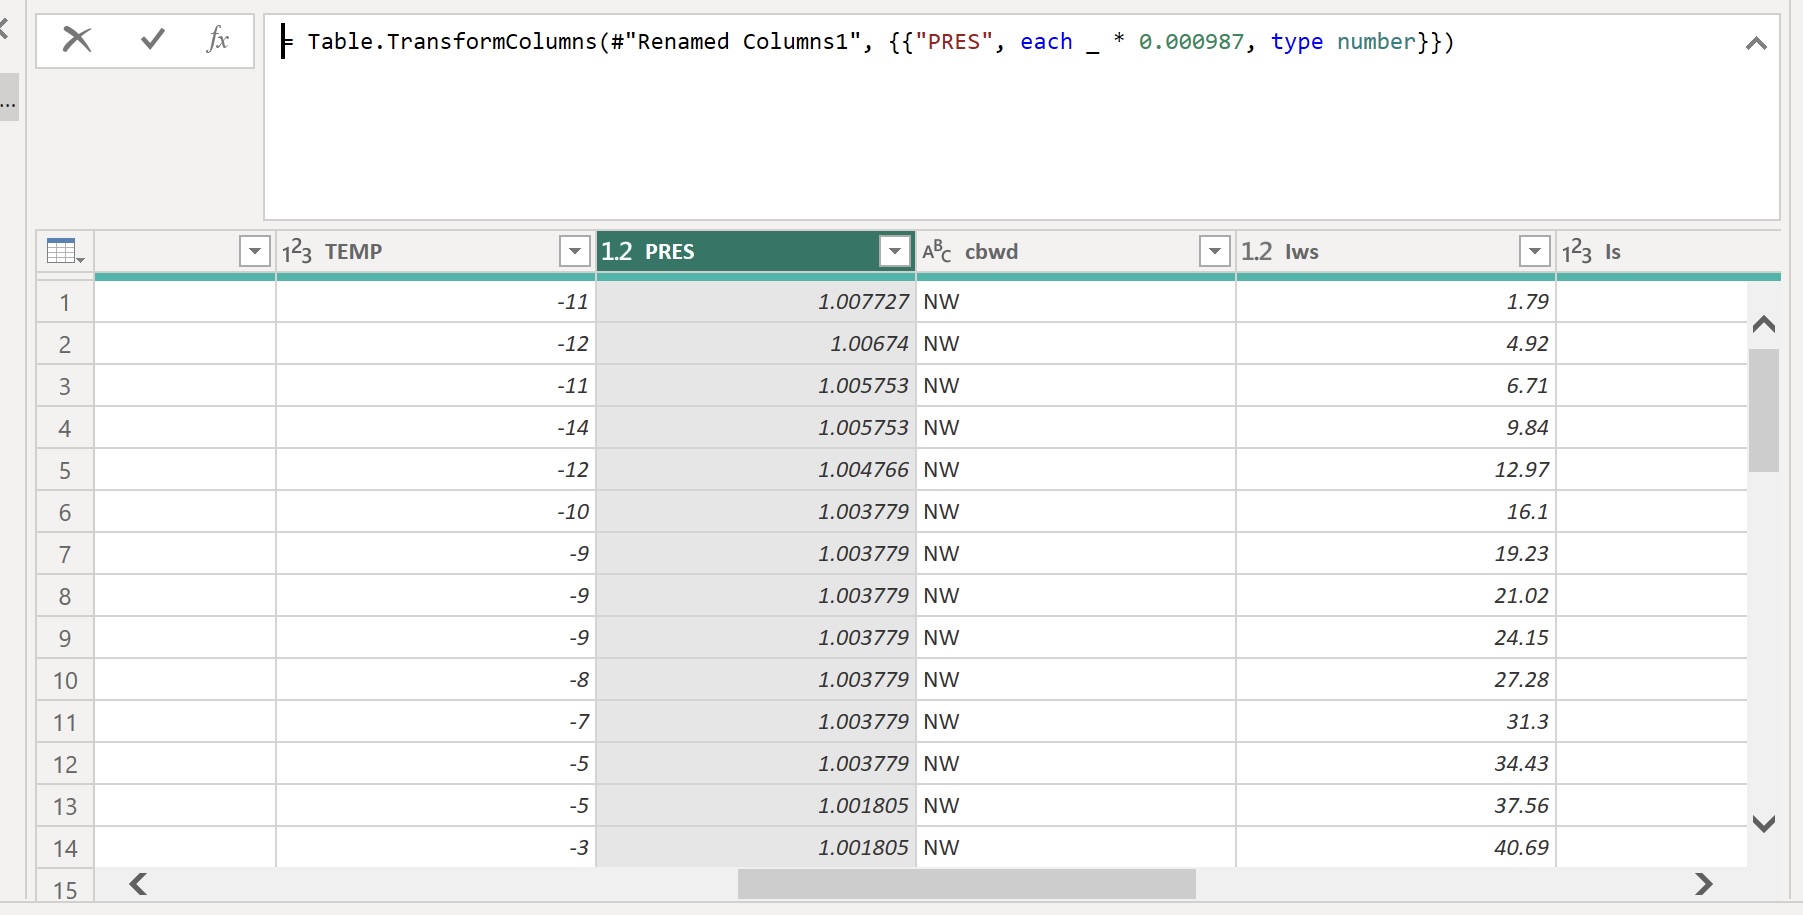 fx
= Table.TransformColumns(#"Renamed Columns1", {{"PRES", each _ * 0.000987, type number}})
...
1²3 TEMP 1.2 PRES ABC cbwd 1.2 Iws 1²3 Is
1 -11 1.007727 NW 1.79
2 -12 1.00674 NW 4.92
3 -11 1.005753 NW 6.71
4 -14 1.005753 NW 9.84
5 -12 1.004766 NW 12.97
6 -10 1.003779 NW 16.1
7 -9 1.003779 NW 19.23
8 -9 1.003779 NW 21.02
9 -9 1.003779 NW 24.15
10 -8 1.003779 NW 27.28
11 -7 1.003779 NW 31.3
12 -5 1.003779 NW 34.43
13 -5 1.001805 NW 37.56
14 -3 1.001805 NW 40.69
15